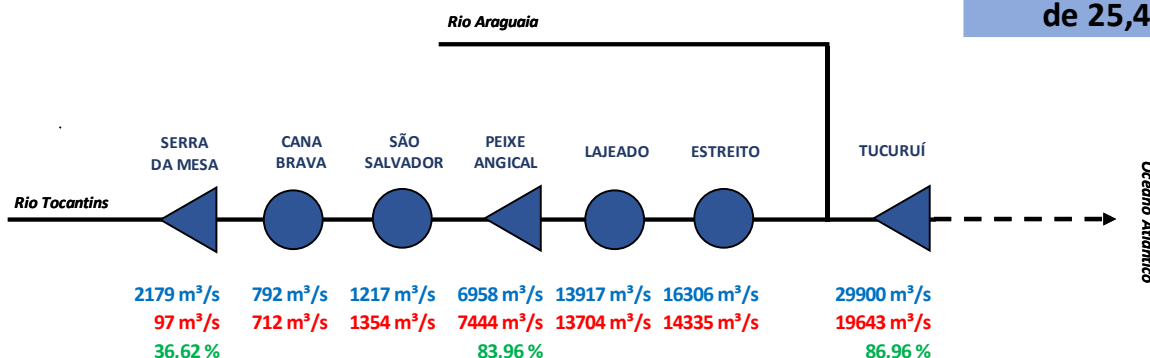 de 25,4
Rio Araguaia
SERRA
DA MESA
CANA
BRAVA
SÃO
SALVADOR
PEIXE
ANGICAL
LAJEADO
ESTREITO
TUCURUÍ
Rio Tocantins
Oceano Atlântico
2179 m³/s 792 m³/s 1217 m³/s 6958 m³/s 13917 m³/s 16306 m³/s 29900 m³/s
97 m³/s 712 m³/s 1354 m³/s 7444 m³/s 13704 m³/s 14335 m³/s 19643 m³/s
36.62 % 83.96 % 86.96 %